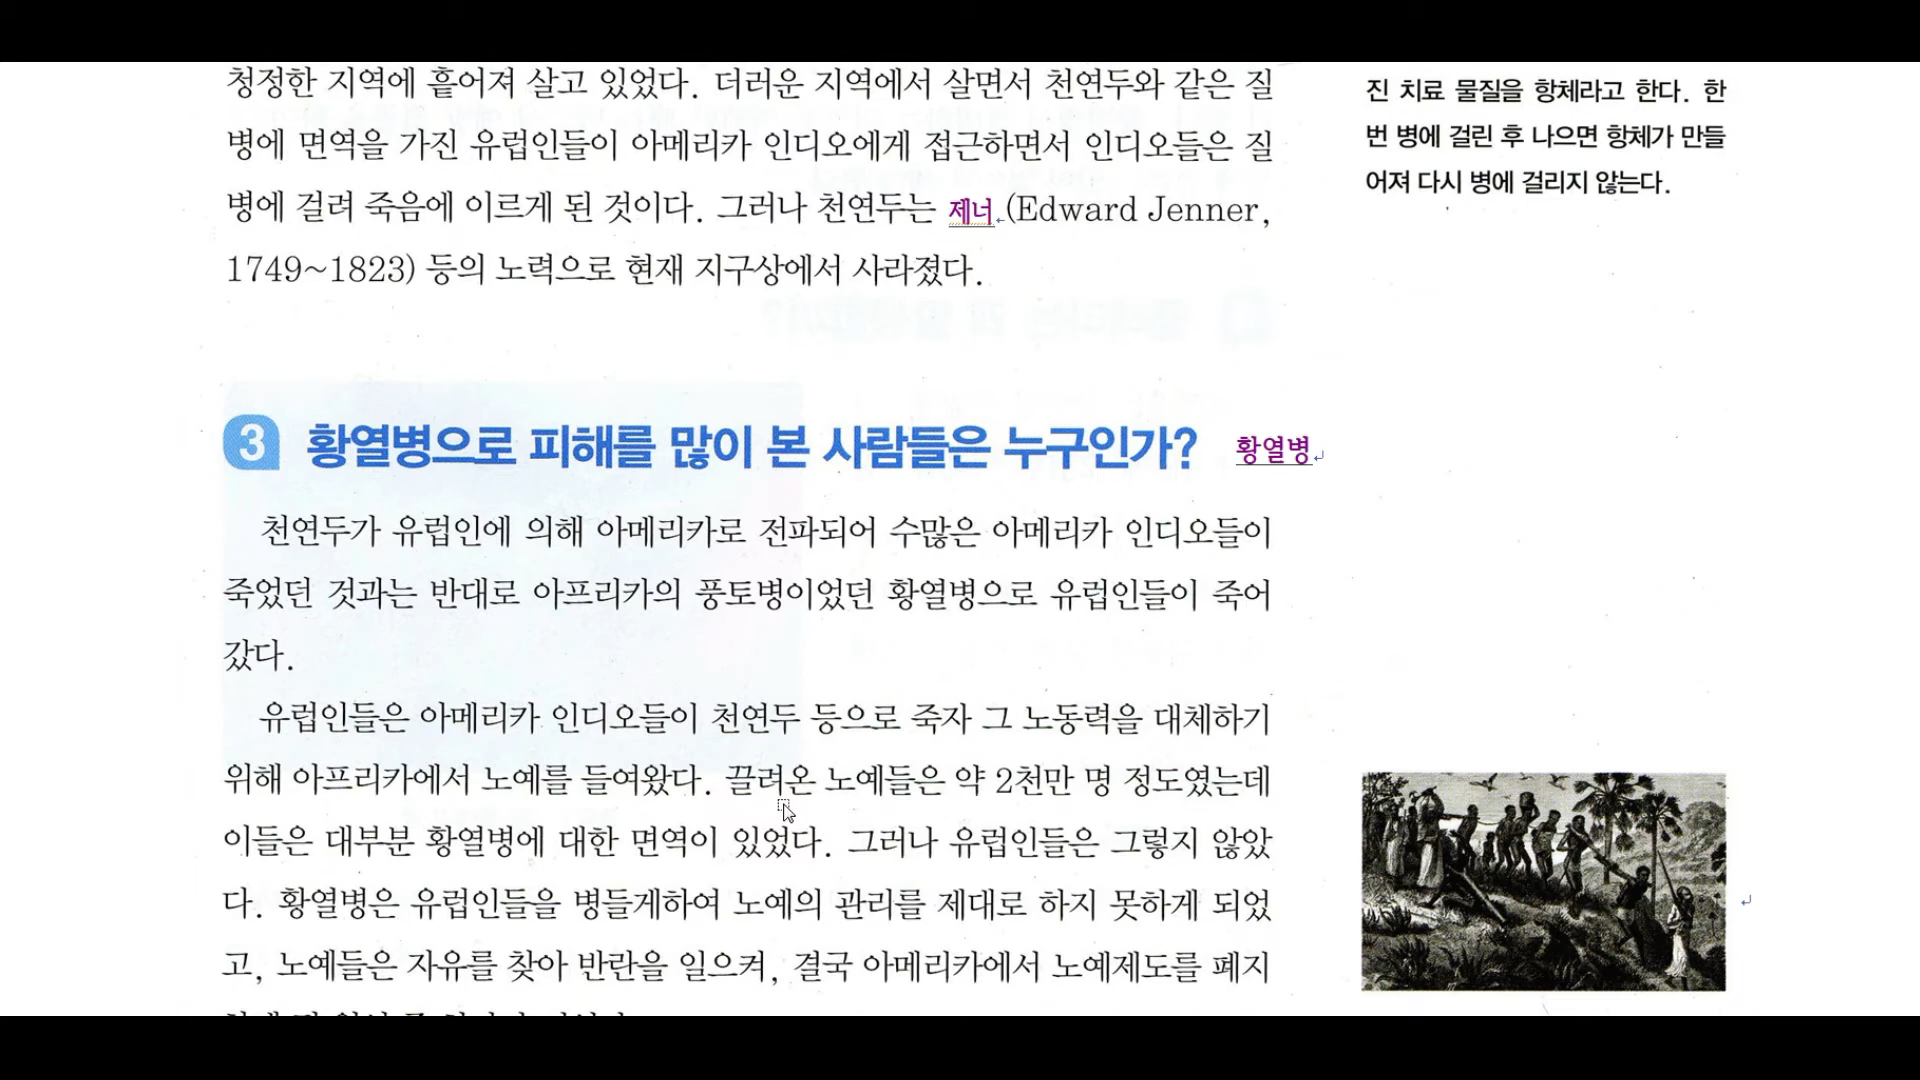 청정한 지역에 흩어져 살고 있었다. 더러운 지역에서 살면서 천연두와 같은 질
병에 면역을 가진 유럽인들이 아메리카 인디오에게 접근하면서 인디오들은 질
병에 걸려 죽음에 이르게 된 것이다. 그러나 천연두는 제너(Edward Jenner,
1749~1823) 등의 노력으로 현재 지구상에서 사라졌다.
진 치료 물질을 항체라고 한다. 한
번 병에 걸린 후 나으면 항체가 만들
어져 다시 병에 걸리지 않는다.
3 황열병으로 피해를 많이 본 사람들은 누구인가? 황열병
천연두가 유럽인에 의해 아메리카로 전파되어 수많은 아메리카 인디오들이
죽었던 것과는 반대로 아프리카의 풍토병이었던 황열병으로 유럽인들이 죽어
갔다.
유럽인들은 아메리카 인디오들이 천연두 등으로 죽자 그 노동력을 대체하기
위해 아프리카에서 노예를 들여왔다. 끌려온 노예들은 약 2천만 명 정도였는데
이들은 대부분 황열병에 대한 면역이 있었다. 그러나 유럽인들은 그렇지 않았
다. 황열병은 유럽인들을 병들게하여 노예의 관리를 제대로 하지 못하게 되었
고, 노예들은 자유를 찾아 반란을 일으켜, 결국 아메리카에서 노예제도를 폐지